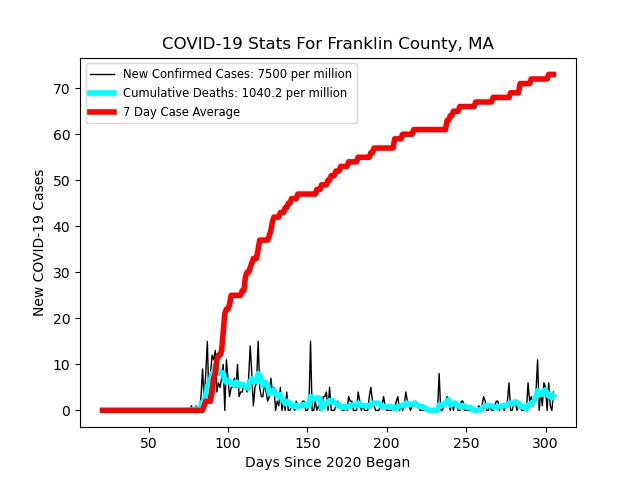 COVID-19 Stats For Franklin County, MA
New Confirmed Cases: 7500 per million
Cumulative Deaths: 1040.2 per million
7 Day Case Average
New COVID-19 Cases
70
60
50
40
30
20
10
0
50 100 150 200 250 300
Days Since 2020 Began